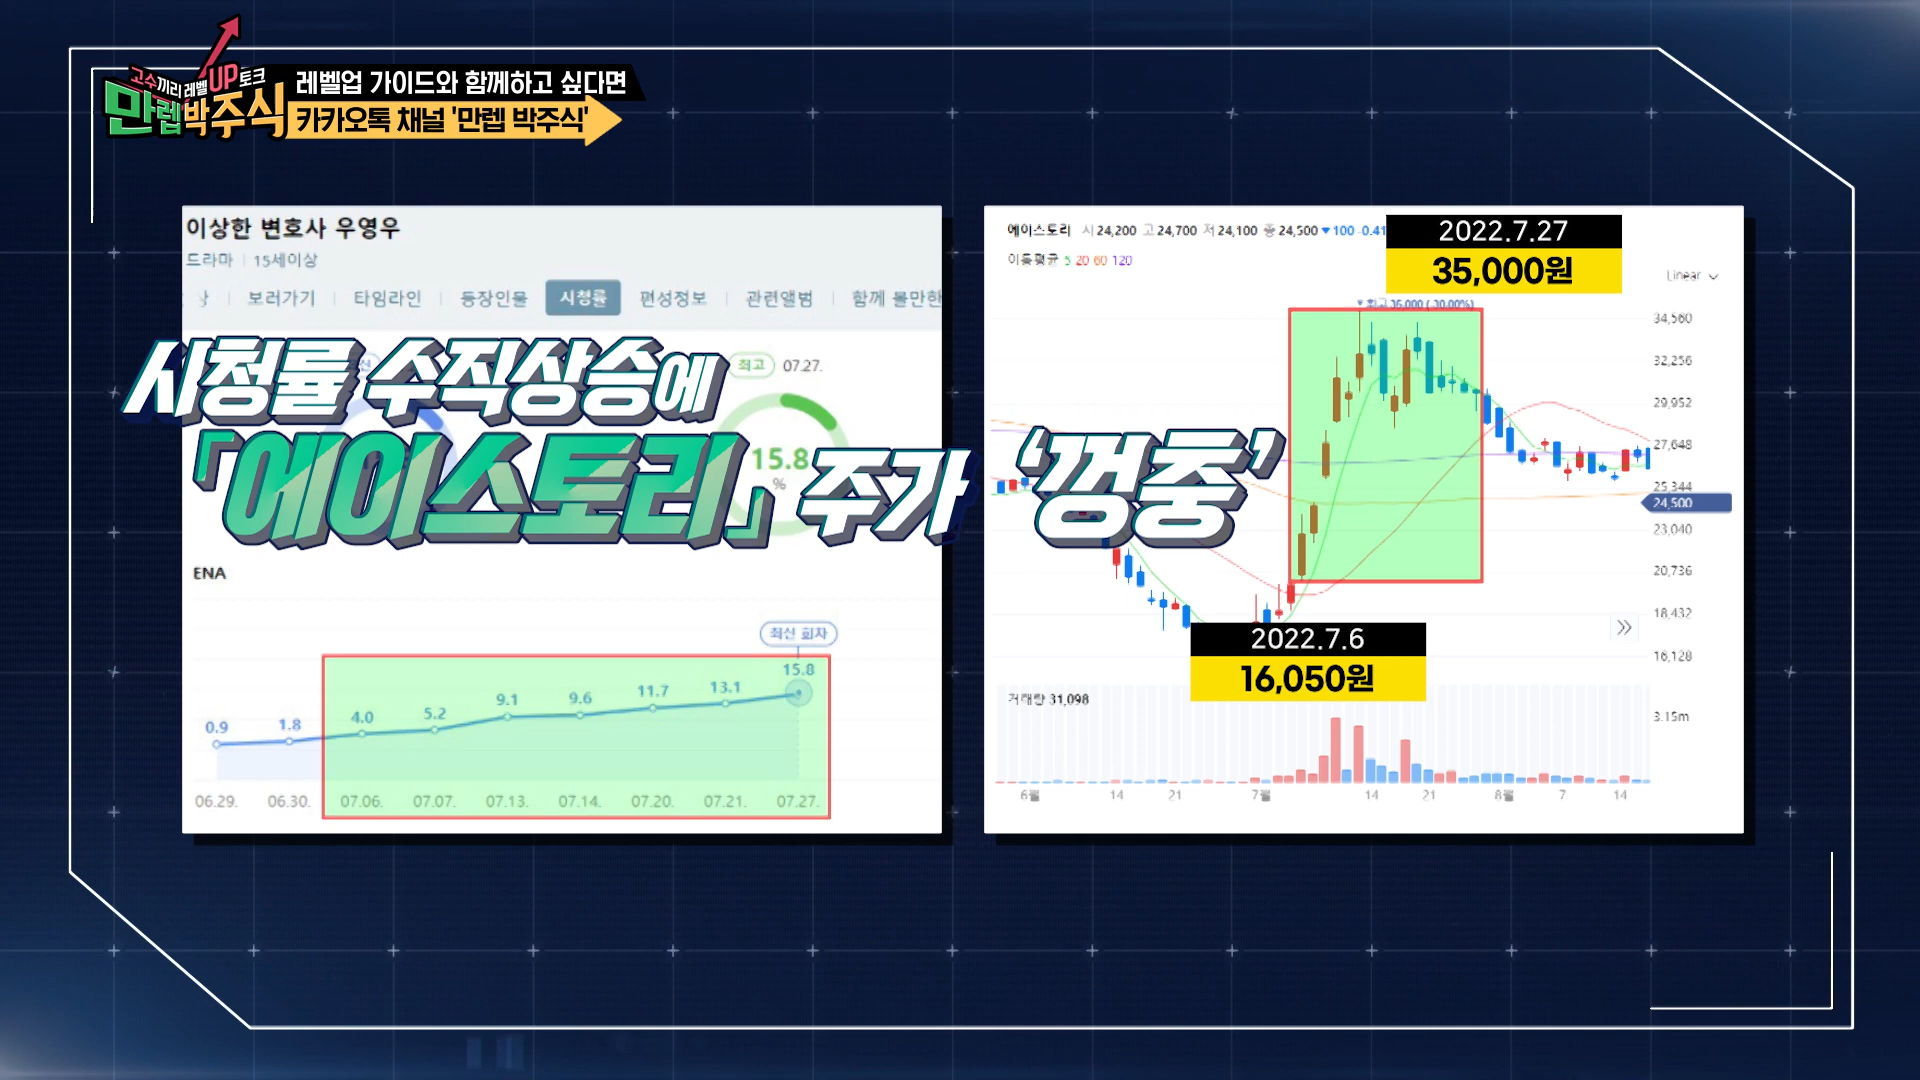 고수끼리 레벨UP토크
만렙박주식
레벨업 가이드와 함께하고 싶다면
카카오톡 채널 '만렙 박주식'
이상한 변호사 우영우
드라마 | 15세이상
보러가기 타임라인 등장인물 시청률 편성정보 관련앨범 함께 볼만한
최고 07.27.
15.8
%
시청률 수직상승에
「에이스토리」 주가 '껑충'
ENA
최신 회차
0.9 1.8 4.0 5.2 9.1 9.6 11.7 13.1 15.8
06.29. 06.30. 07.06. 07.07. 07.13. 07.14. 07.20. 07.21. 07.27.
에이스토리 시 24,200 고 24,700 저 24,100 종 24,500 ▼100 -0.41
이동평균 5 20 60 120
2022.7.27
35,000원
Linear
34,560
32,256
29,952
27,648
25,344
24,500
23,040
20,736
18,432
16,128
2022.7.6
16,050원
거래량 31,098
3.15m
6월 14 21 7월 14 21 8월 7 14